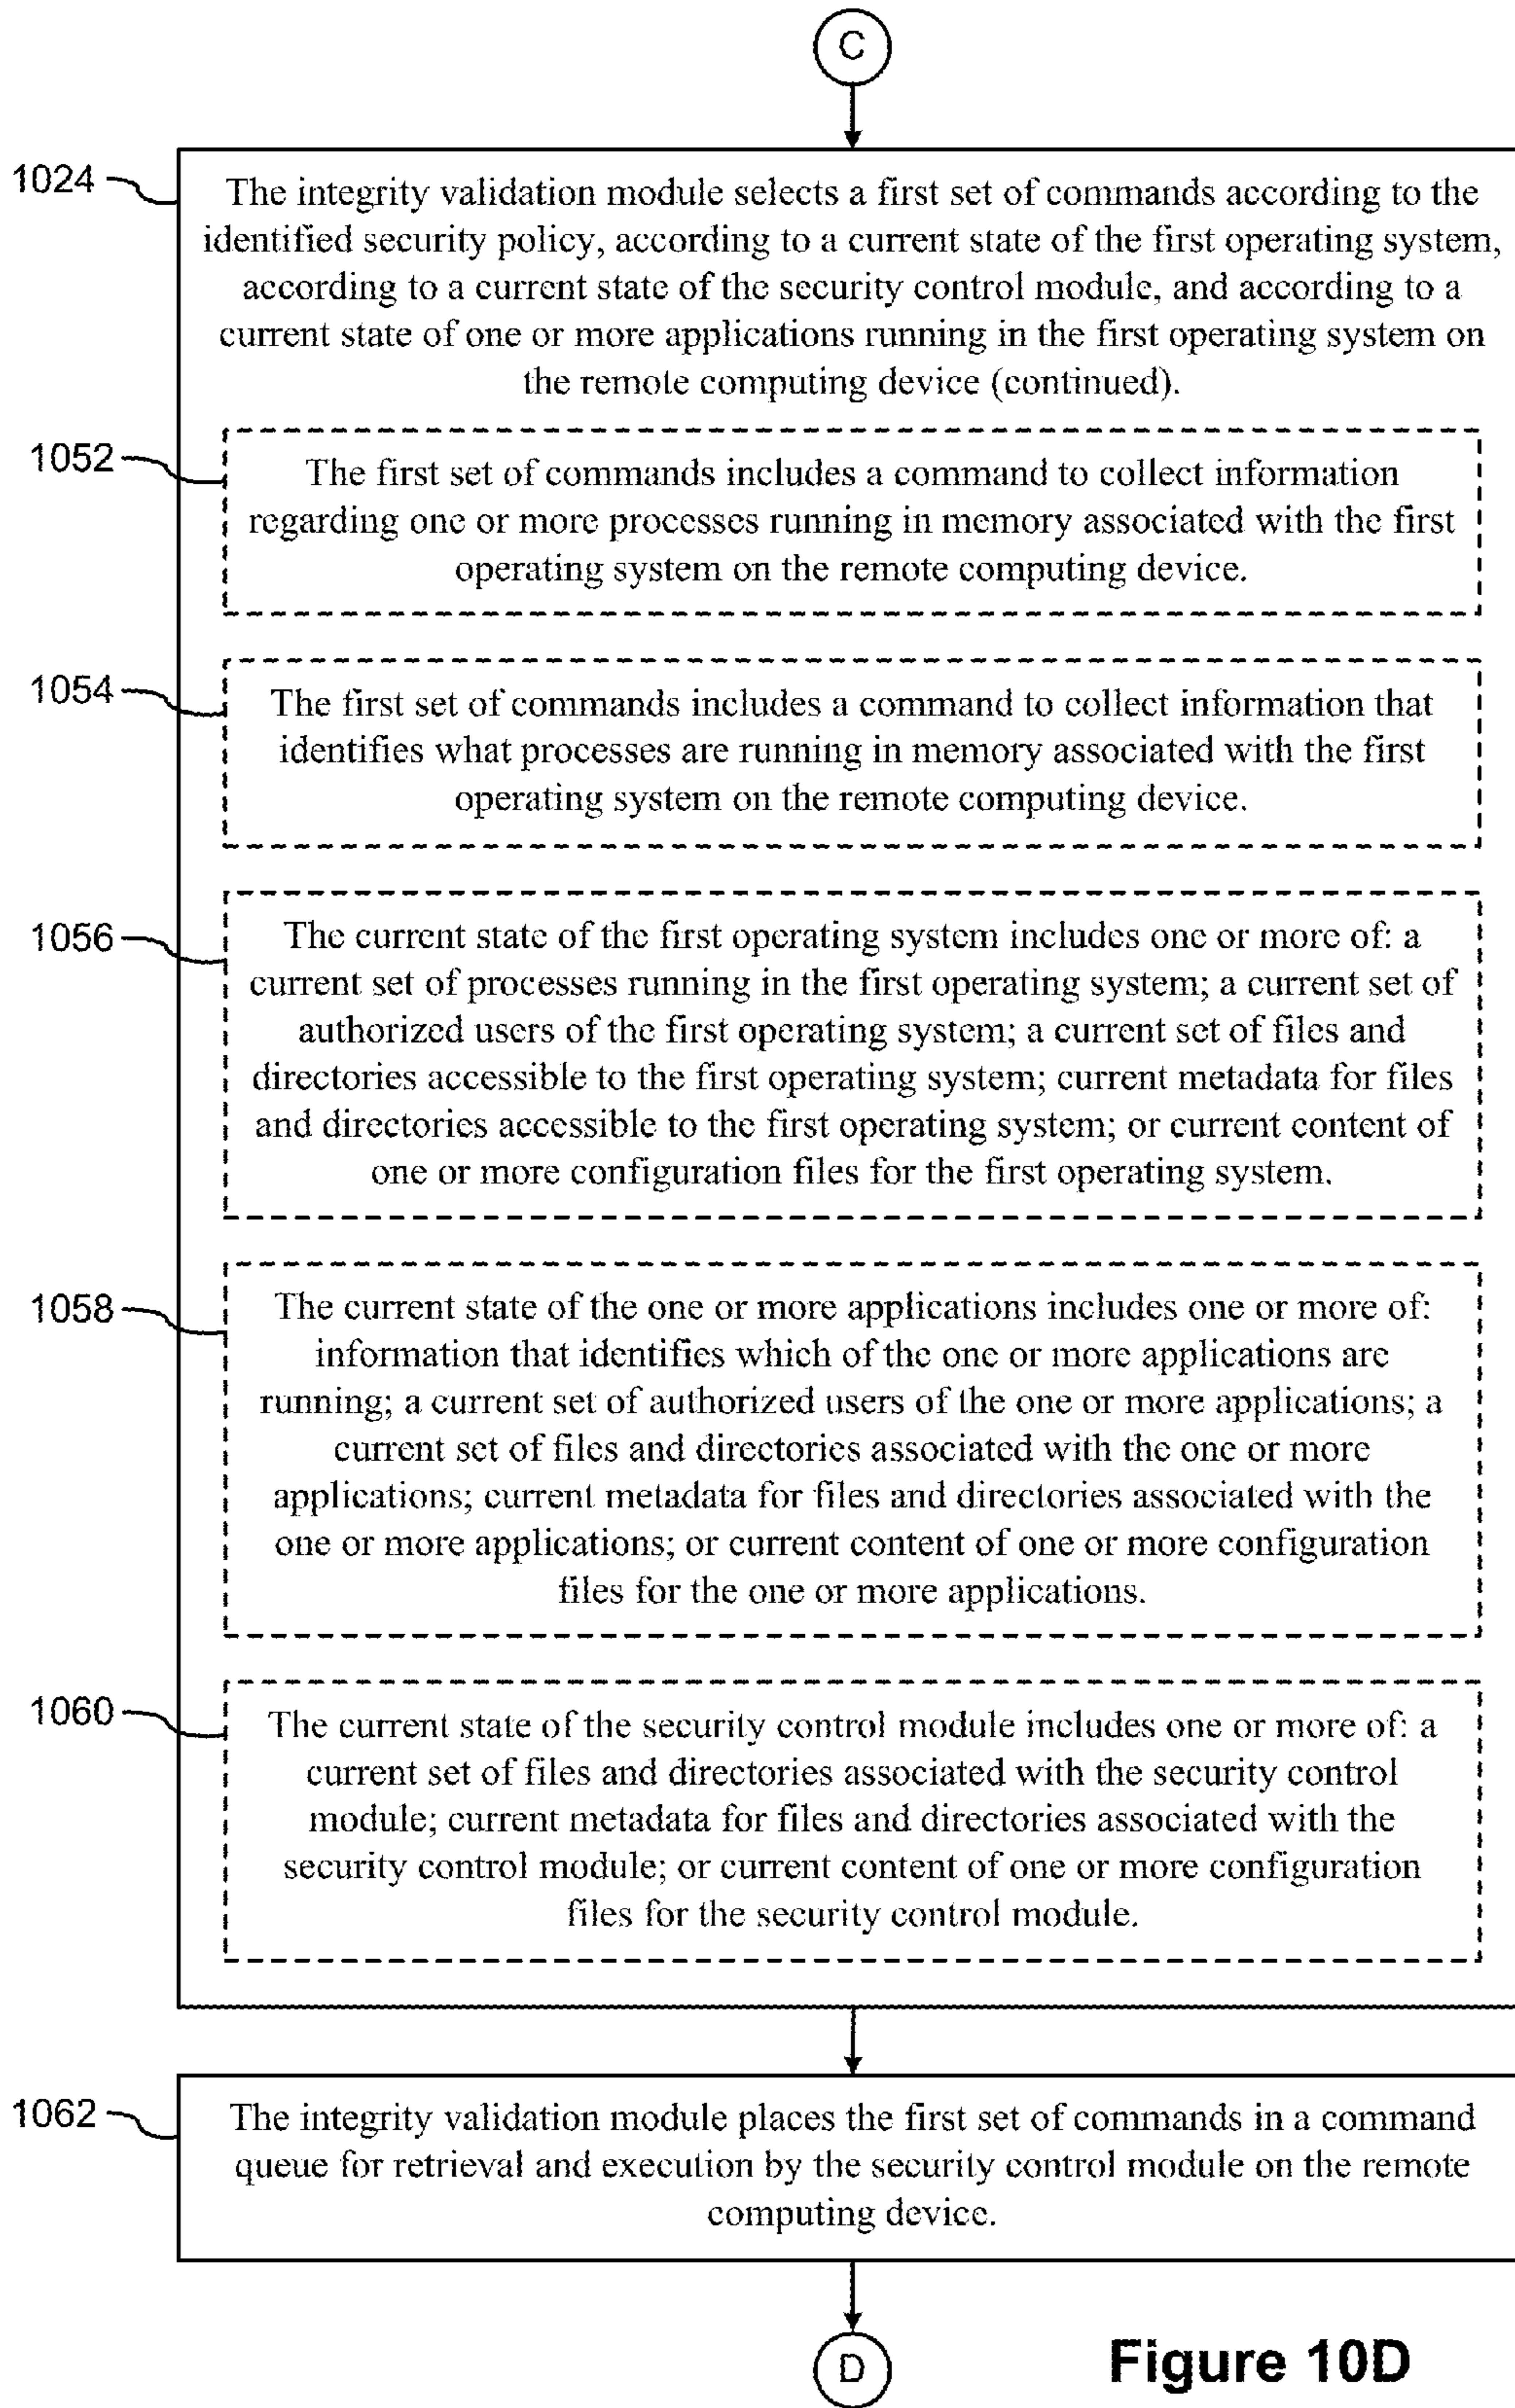 C
1024
The integrity validation module selects a first set of commands according to the
identified security policy, according to a current state of the first operating system,
according to a current state of the security control module, and according to a
current state of one or more applications running in the first operating system on
the remote computing device (continued).
1052
The first set of commands includes a command to collect information
regarding one or more processes running in memory associated with the first
operating system on the remote computing device.
1054
The first set of commands includes a command to collect information that
identifies what processes are running in memory associated with the first
operating system on the remote computing device.
1056
The current state of the first operating system includes one or more of: a
current set of processes running in the first operating system; a current set of
authorized users of the first operating system; a current set of files and
directories accessible to the first operating system; current metadata for files
and directories accessible to the first operating system; or current content of
one or more configuration files for the first operating system.
1058
The current state of the one or more applications includes one or more of:
information that identifies which of the one or more applications are
running; a current set of authorized users of the one or more applications; a
current set of files and directories associated with the one or more
applications; current metadata for files and directories associated with the
one or more applications; or current content of one or more configuration
files for the one or more applications.
1060
The current state of the security control module includes one or more of: a
current set of files and directories associated with the security control
module; current metadata for files and directories associated with the
security control module; or current content of one or more configuration
files for the security control module.
1062
The integrity validation module places the first set of commands in a command
queue for retrieval and execution by the security control module on the remote
computing device.
D
Figure 10D